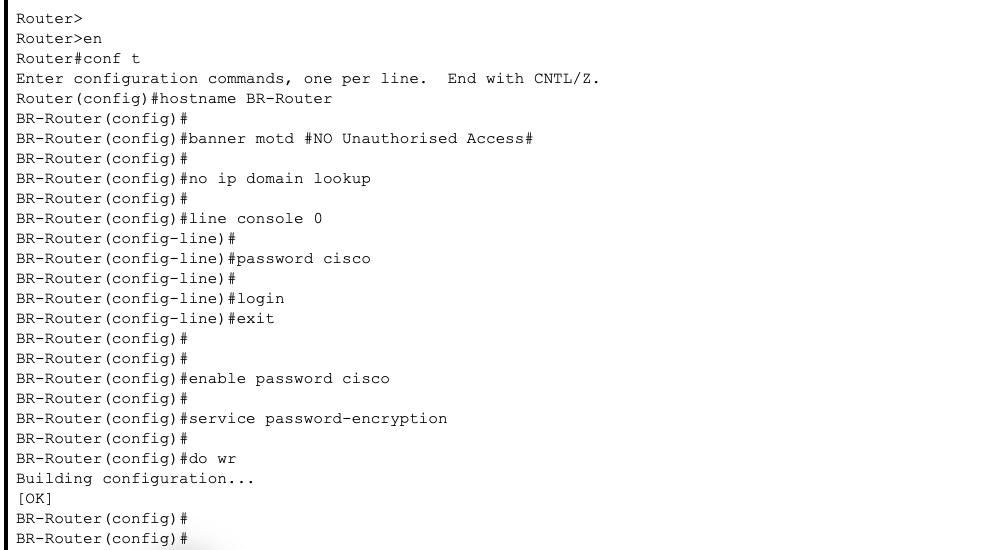 Router>
Router>en
Router#conf t
Enter configuration commands, one per line.  End with CNTL/Z.
Router(config)#hostname BR-Router
BR-Router(config)#
BR-Router(config)#banner motd #NO Unauthorised Access#
BR-Router(config)#
BR-Router(config)#no ip domain lookup
BR-Router(config)#
BR-Router(config)#line console 0
BR-Router(config-line)#
BR-Router(config-line)#password cisco
BR-Router(config-line)#
BR-Router(config-line)#login
BR-Router(config-line)#exit
BR-Router(config)#
BR-Router(config)#
BR-Router(config)#enable password cisco
BR-Router(config)#
BR-Router(config)#service password-encryption
BR-Router(config)#
BR-Router(config)#do wr
Building configuration...
[OK]
BR-Router(config)#
BR-Router(config)#